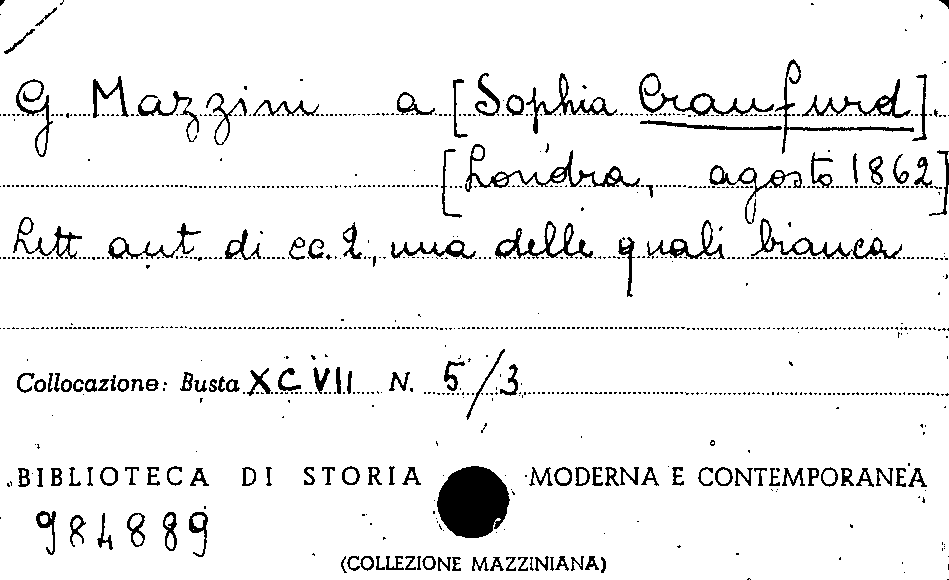 G. Mazzini a [Sophia Craufurd].
[Londra, agosto 1862]
Lett aut. di cc. 2, una delle quali bianca
Collocazione: Busta XCVII N. 5/3
BIBLIOTECA DI STORIA MODERNA E CONTEMPORANEA
984889
(COLLEZIONE MAZZINIANA)